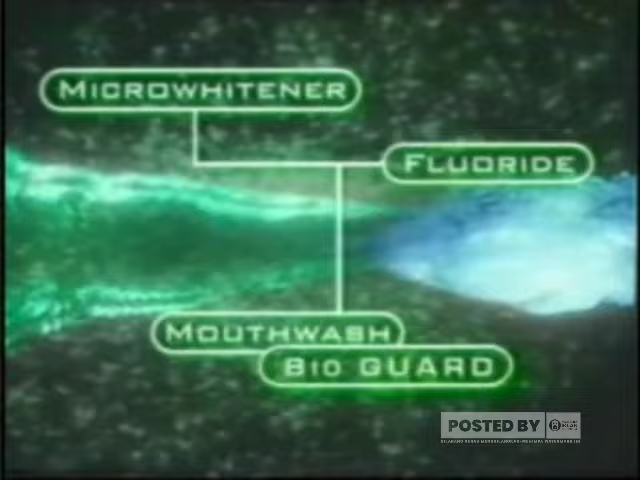 MICROWHITENER
FLUORIDE
MOUTHWASH
BIO GUARD
POSTED BY